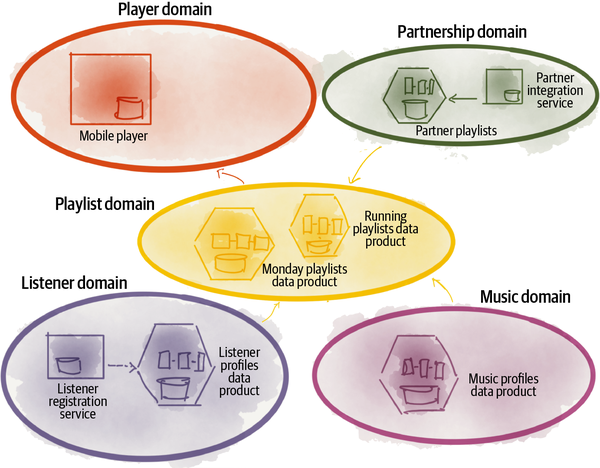 Player domain
Mobile player
Partnership domain
Partner
integration
service
Partner playlists
Playlist domain
Running
playlists data
product
Monday playlists
data product
Listener domain
Listener
profiles
data
product
Listener
registration
service
Music domain
Music profiles
data product